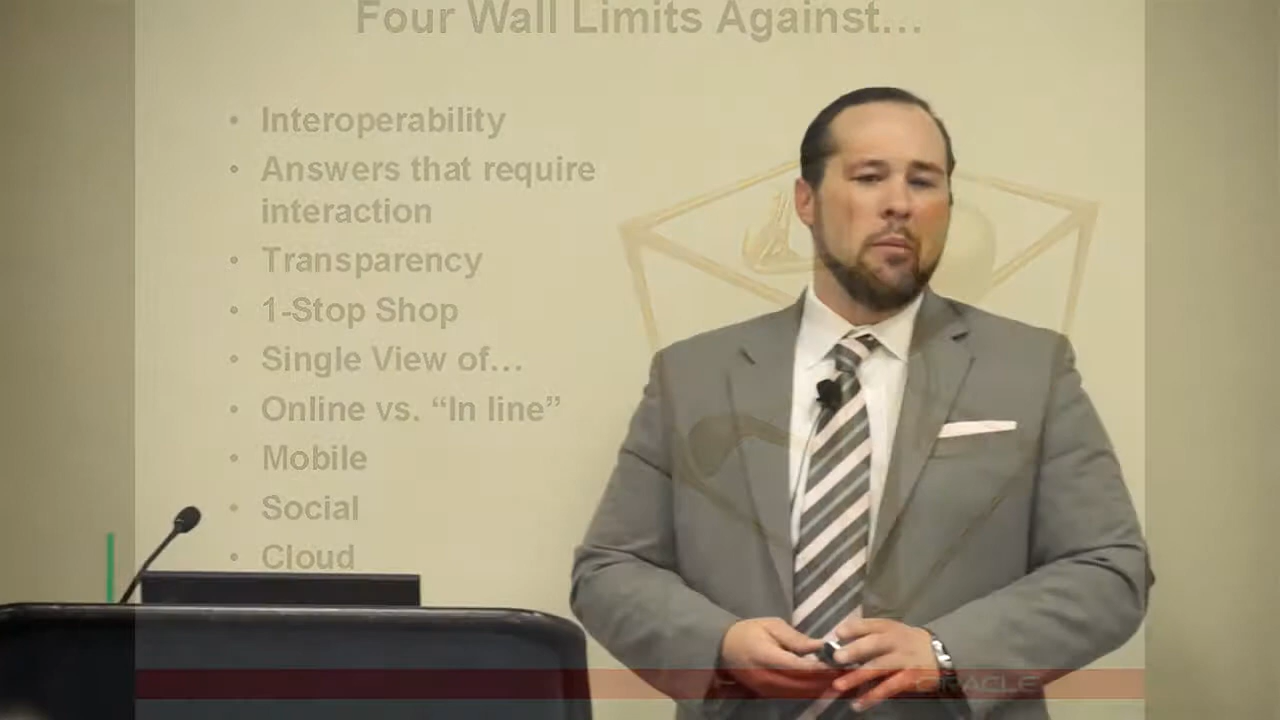 Four Wall Limits Against…
• Interoperability
• Answers that require
interaction
• Transparency
• 1-Stop Shop
• Single View of…
• Online vs. “In line”
• Mobile
• Social
• Cloud
ORACLE